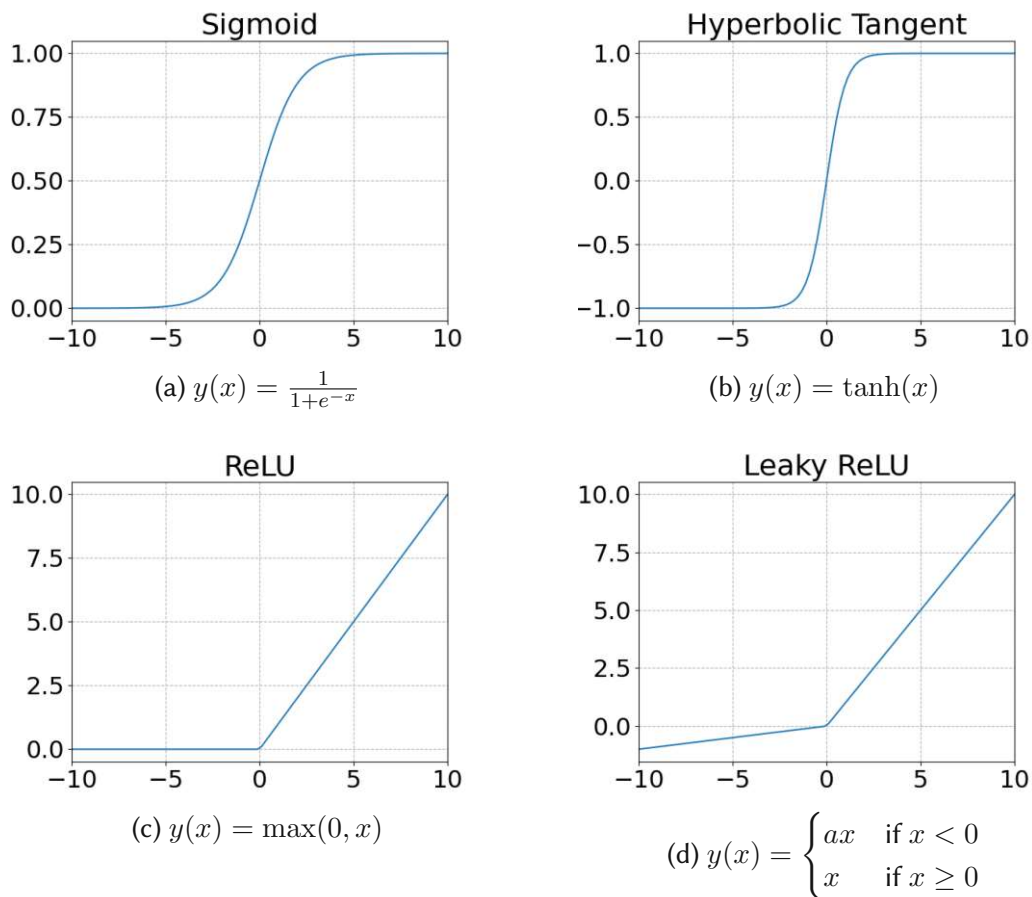 Sigmoid
1.00
0.75
0.50
0.25
0.00
−10 −5 0 5 10
(a) y(x) = 1/(1+e^{−x})
Hyperbolic Tangent
1.0
0.5
0.0
−0.5
−1.0
−10 −5 0 5 10
(b) y(x) = tanh(x)
ReLU
10.0
7.5
5.0
2.5
0.0
−10 −5 0 5 10
(c) y(x) = max(0, x)
Leaky ReLU
10.0
7.5
5.0
2.5
0.0
−10 −5 0 5 10
(d) y(x) = { ax if x < 0
x if x ≥ 0